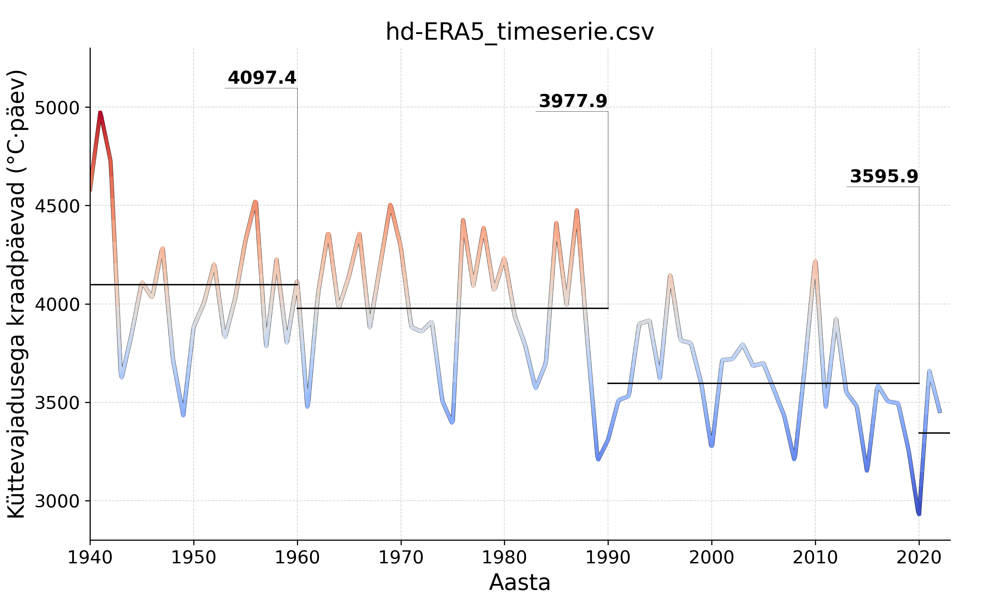 hd-ERA5_timeserie.csv
4097.4
3977.9
3595.9
Küttevajadusega kraadpäevad (°C·päev)
5000
4500
4000
3500
3000
1940 1950 1960 1970 1980 1990 2000 2010 2020
Aasta